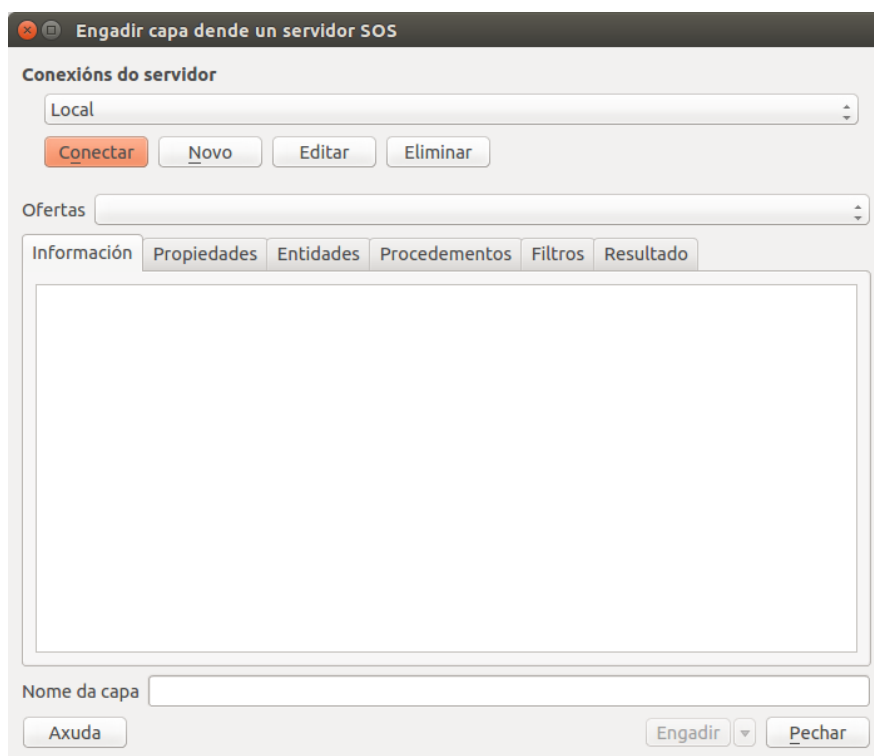 Engadir capa dende un servidor SOS
Conexións do servidor
Local
Conectar Novo Editar Eliminar
Ofertas
Información Propiedades Entidades Procedementos Filtros Resultado
Nome da capa
Axuda Engadir Pechar